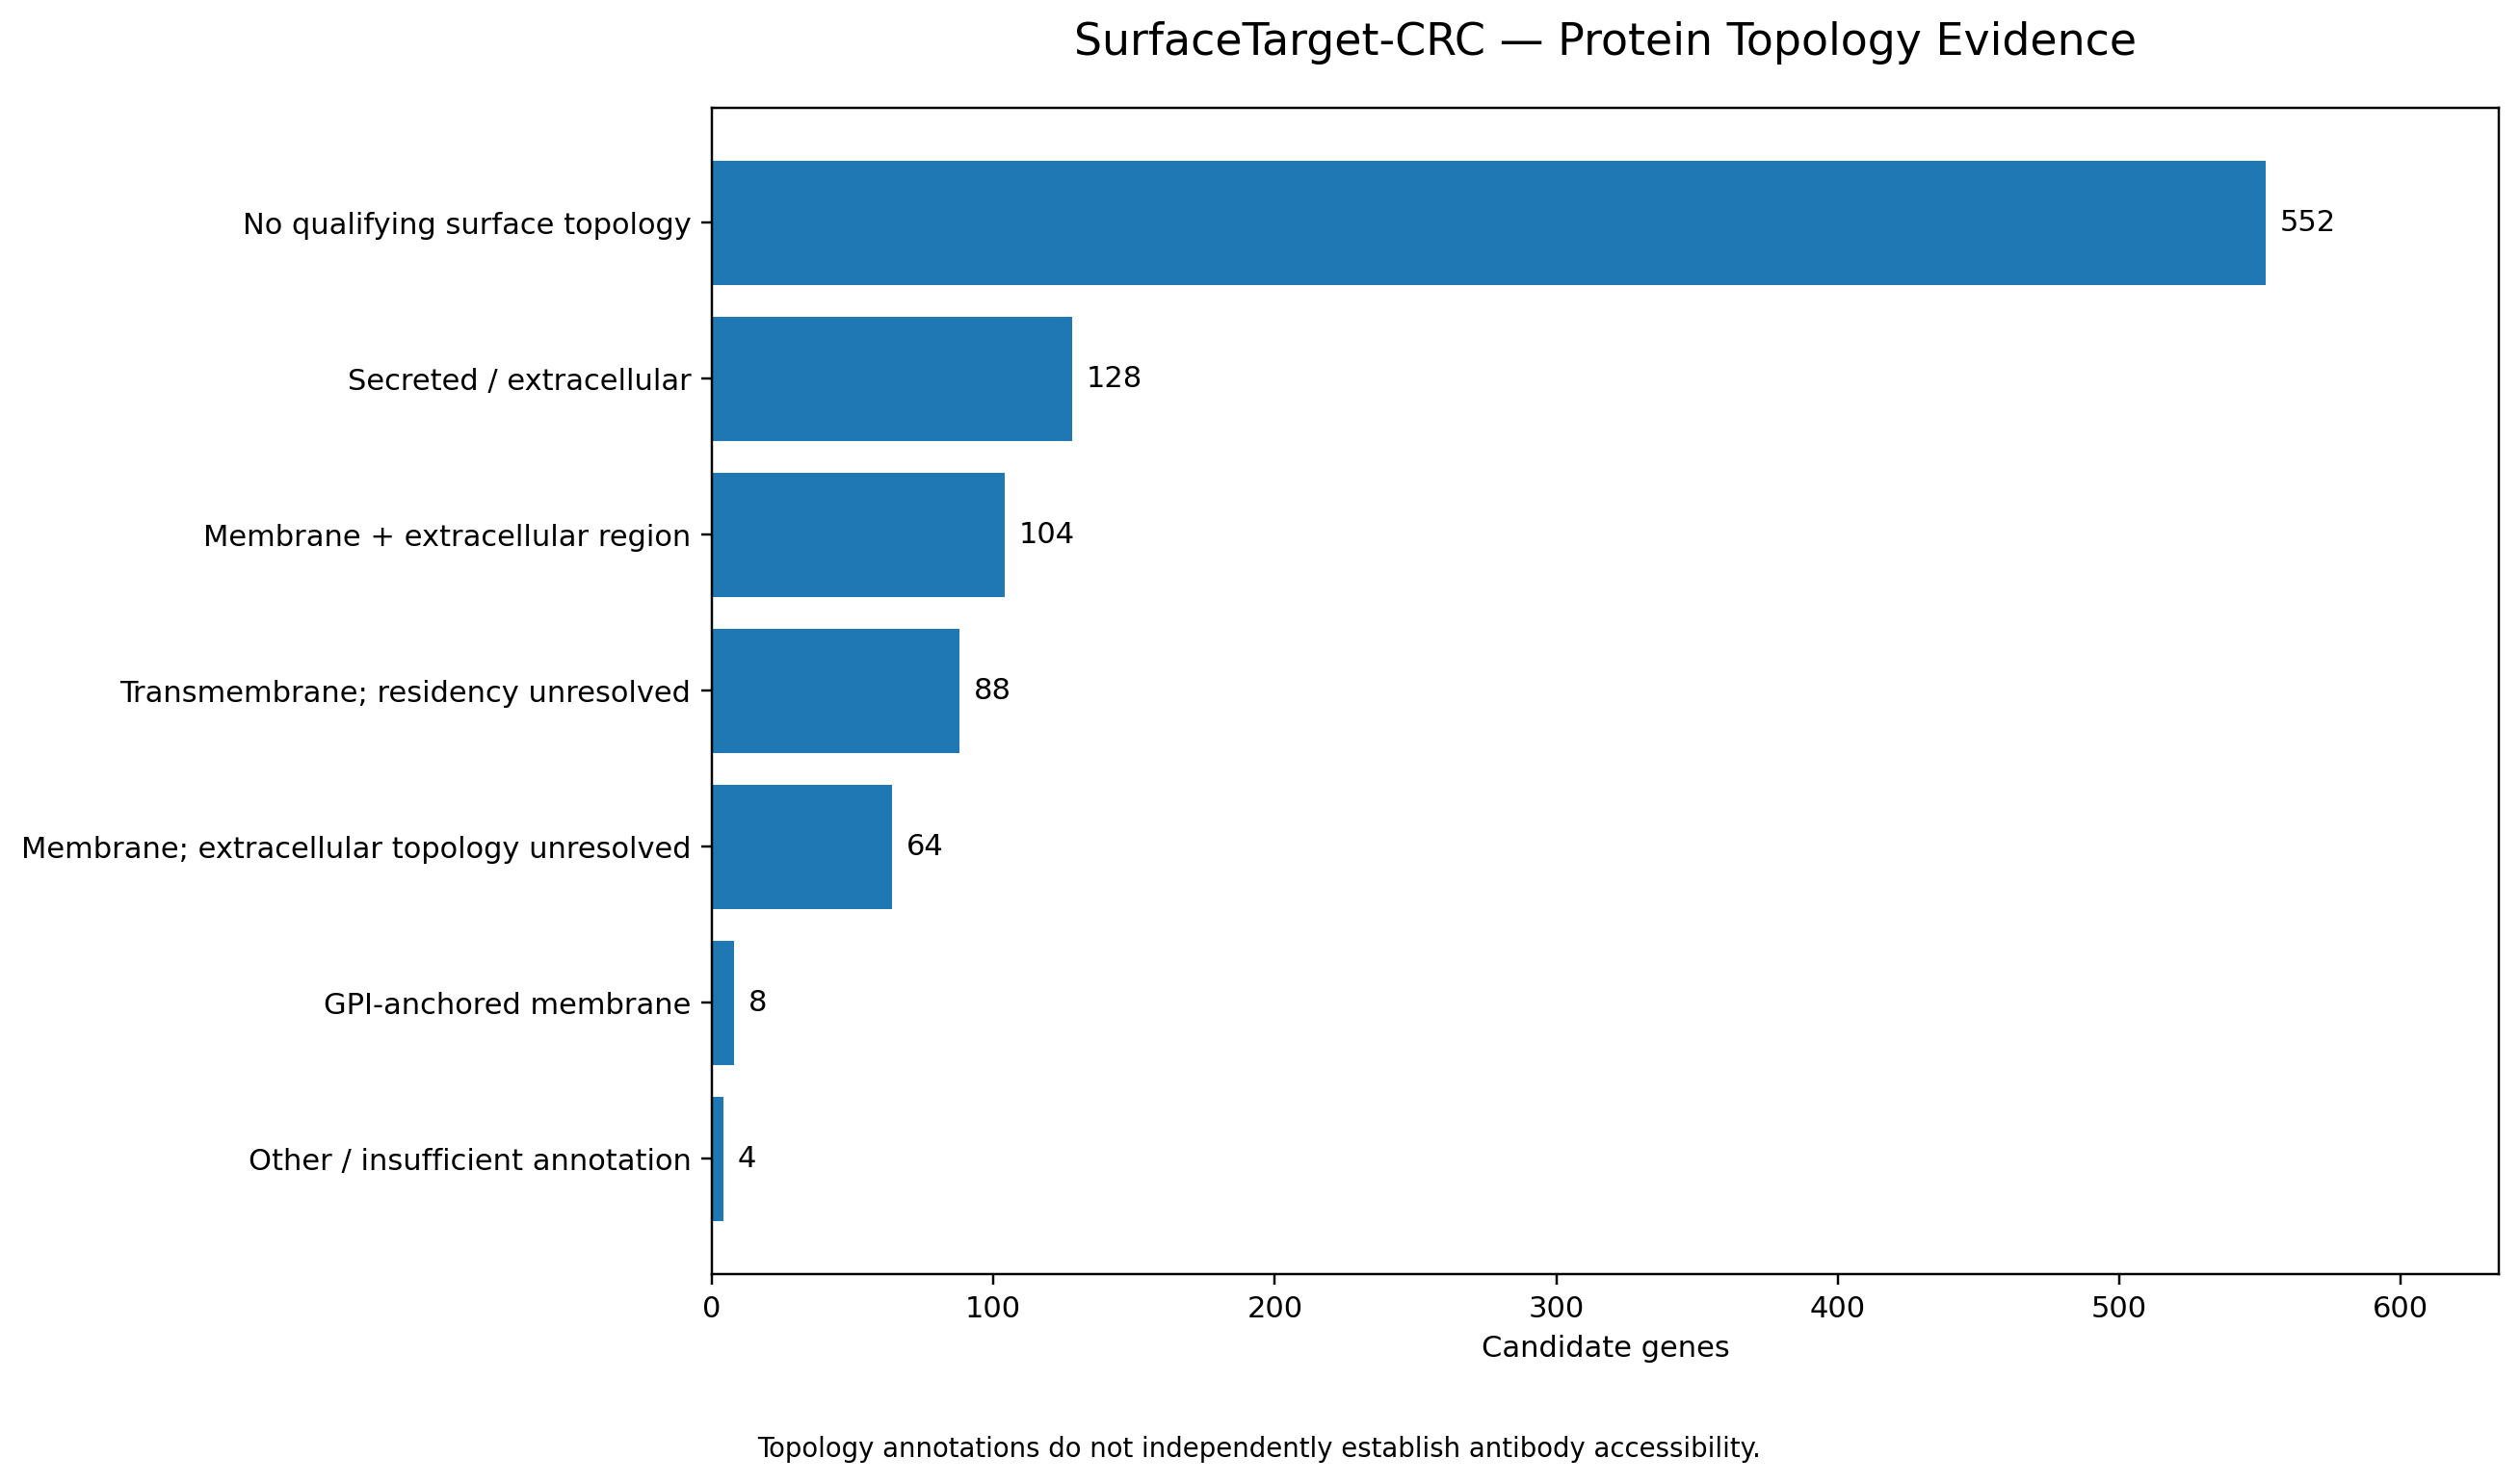 SurfaceTarget-CRC — Protein Topology Evidence
No qualifying surface topology
552
Secreted / extracellular
128
Membrane + extracellular region
104
Transmembrane; residency unresolved
88
Membrane; extracellular topology unresolved
64
GPI-anchored membrane
8
Other / insufficient annotation
4
0 100 200 300 400 500 600
Candidate genes
Topology annotations do not independently establish antibody accessibility.